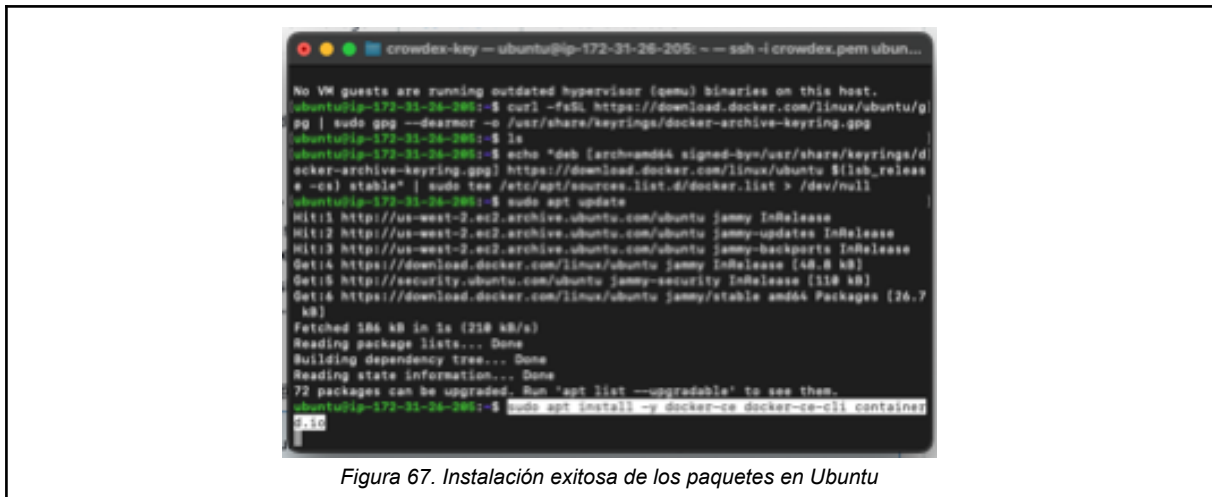 crowdex-key — ubuntu@ip-172-31-26-205: ~ — ssh -i crowdex.pem ubun...
No VM guests are running outdated hypervisor (qemu) binaries on this host.
ubuntu@ip-172-31-26-205:~$ curl -fsSL https://download.docker.com/linux/ubuntu/g
pg | sudo gpg --dearmor -o /usr/share/keyrings/docker-archive-keyring.gpg
ubuntu@ip-172-31-26-205:~$ ls
ubuntu@ip-172-31-26-205:~$ echo "deb [arch=amd64 signed-by=/usr/share/keyrings/d
ocker-archive-keyring.gpg] https://download.docker.com/linux/ubuntu $(lsb_releas
e -cs) stable" | sudo tee /etc/apt/sources.list.d/docker.list > /dev/null
ubuntu@ip-172-31-26-205:~$ sudo apt update
Hit:1 http://us-west-2.ec2.archive.ubuntu.com/ubuntu jammy InRelease
Hit:2 http://us-west-2.ec2.archive.ubuntu.com/ubuntu jammy-updates InRelease
Hit:3 http://us-west-2.ec2.archive.ubuntu.com/ubuntu jammy-backports InRelease
Get:4 https://download.docker.com/linux/ubuntu jammy InRelease [48.8 kB]
Get:5 http://security.ubuntu.com/ubuntu jammy-security InRelease [110 kB]
Get:6 https://download.docker.com/linux/ubuntu jammy/stable amd64 Packages [26.7
kB]
Fetched 186 kB in 1s (210 kB/s)
Reading package lists... Done
Building dependency tree... Done
Reading state information... Done
72 packages can be upgraded. Run 'apt list --upgradable' to see them.
ubuntu@ip-172-31-26-205:~$ sudo apt install -y docker-ce docker-ce-cli container
d.io
Figura 67. Instalación exitosa de los paquetes en Ubuntu